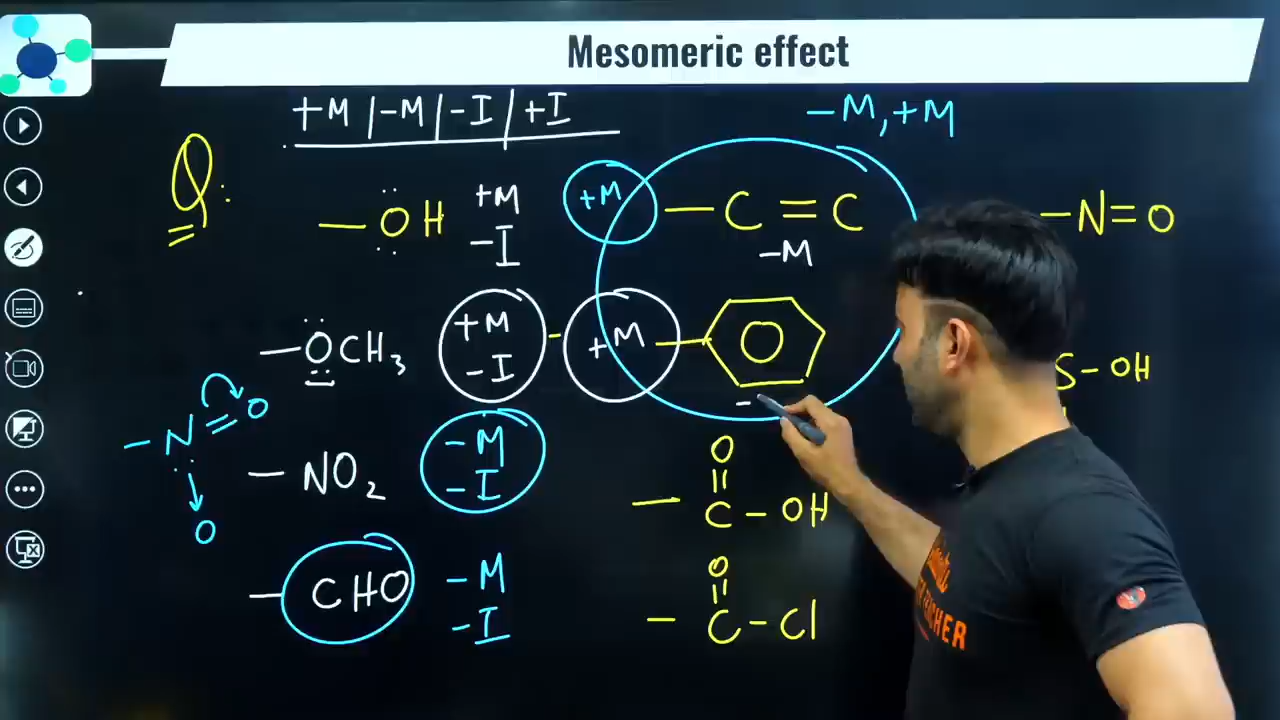 Mesomeric effect
+M | -M | -I | +I
-M, +M
Q.
-OH
+M
-I
+M
-C=C
-M
-N=O
-OCH3
+M
-I
+M
-
S-OH
-N=O
O
-NO2
-M
-I
O
C-OH
-CHO
-M
-I
O
C-Cl